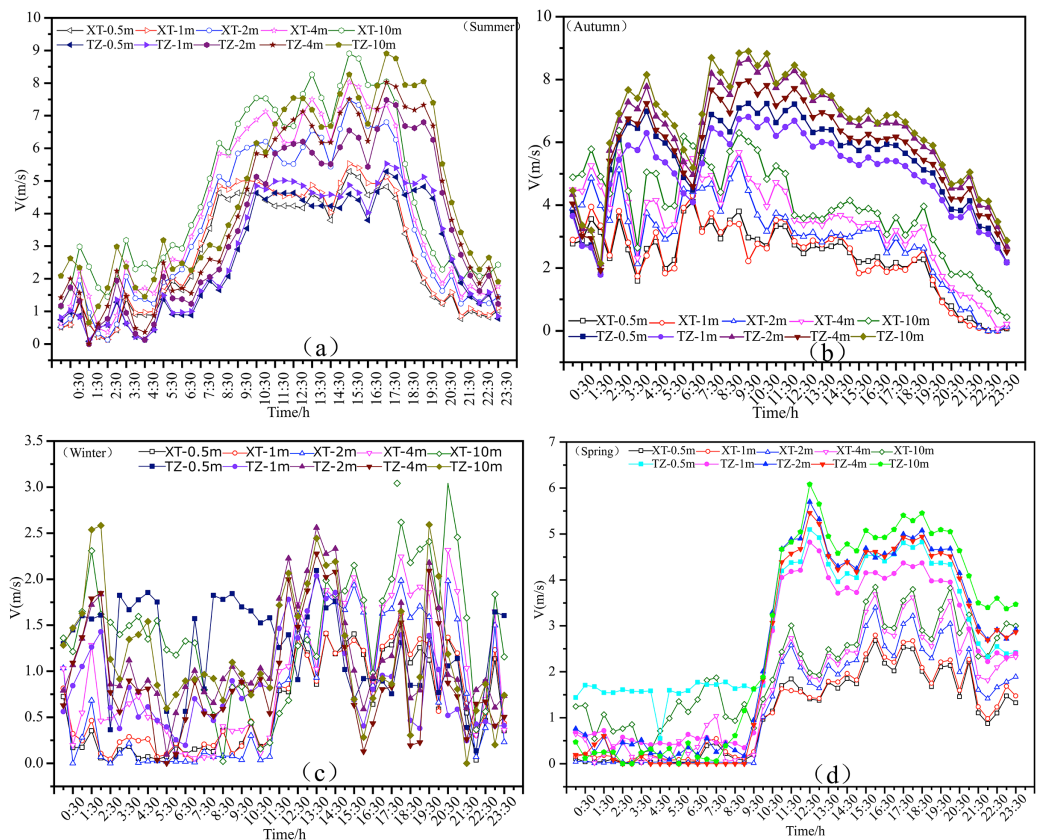 XT-0.5m XT-1m XT-2m XT-4m XT-10m （Summer）
TZ-0.5m TZ-1m TZ-2m TZ-4m TZ-10m
10
9
8
7
6
5
4
3
2
1
0
V(m/s)
(a)
0:30 1:30 2:30 3:30 4:30 5:30 6:30 7:30 8:30 9:30 10:30 11:30 12:30 13:30 14:30 15:30 16:30 17:30 18:30 19:30 20:30 21:30 22:30 23:30
Time/h
（Autumn）
10
8
6
4
2
0
V(m/s)
XT-0.5m XT-1m XT-2m XT-4m XT-10m
TZ-0.5m TZ-1m TZ-2m TZ-4m TZ-10m
(b)
0:30 1:30 2:30 3:30 4:30 5:30 6:30 7:30 8:30 9:30 10:30 11:30 12:30 13:30 14:30 15:30 16:30 17:30 18:30 19:30 20:30 21:30 22:30 23:30
Time/h
(Winter) XT-0.5m XT-1m XT-2m XT-4m XT-10m
TZ-0.5m TZ-1m TZ-2m TZ-4m TZ-10m
3.5
3.0
2.5
2.0
1.5
1.0
0.5
0.0
V(m/s)
(c)
0:30 1:30 2:30 3:30 4:30 5:30 6:30 7:30 8:30 9:30 10:30 11:30 12:30 13:30 14:30 15:30 16:30 17:30 18:30 19:30 20:30 21:30 22:30 23:30
Time/h
(Spring) XT-0.5m XT-1m XT-2m XT-4m XT-10m
TZ-0.5m TZ-1m TZ-2m TZ-4m TZ-10m
7
6
5
4
3
2
1
0
V(m/s)
(d)
0:30 1:30 2:30 3:30 4:30 5:30 6:30 7:30 8:30 9:30 10:30 11:30 12:30 13:30 14:30 15:30 16:30 17:30 18:30 19:30 20:30 21:30 22:30 23:30
Time/h